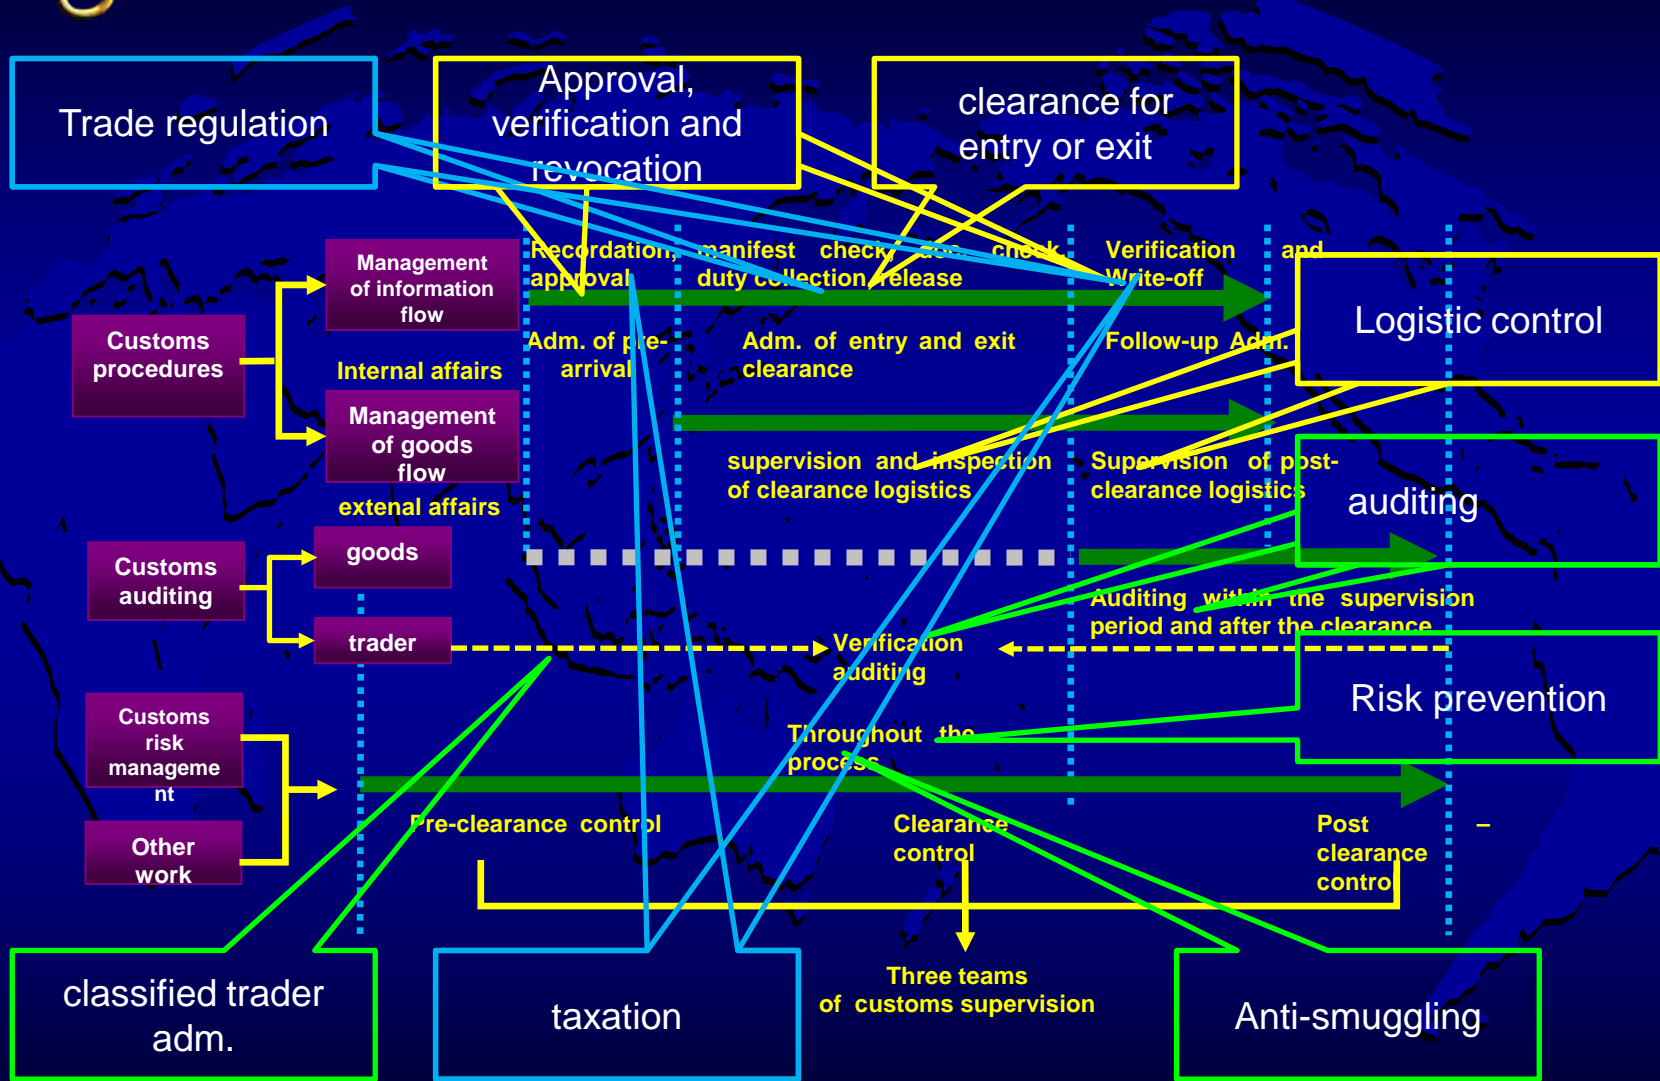 Trade regulation
Approval,
verification and
revocation
clearance for
entry or exit
Management
of information
flow
Recordation,
approval
manifest check, doc. check,
duty collection, release
Verification and
Write-off
Logistic control
Customs
procedures
Internal affairs
Adm. of pre-
arrival
Adm. of entry and exit
clearance
Follow-up Adm.
Management
of goods
flow
extenal affairs
supervision and inspection
of clearance logistics
Supervision of post-
clearance logistics
auditing
Customs
auditing
goods
trader
Auditing within the supervision
period and after the clearance
Verification
auditing
Risk prevention
Customs
risk
manageme
nt
Other
work
Throughout the
process
Pre-clearance control
Clearance
control
Post –
clearance
control
Three teams
of customs supervision
classified trader
adm.
taxation
Anti-smuggling